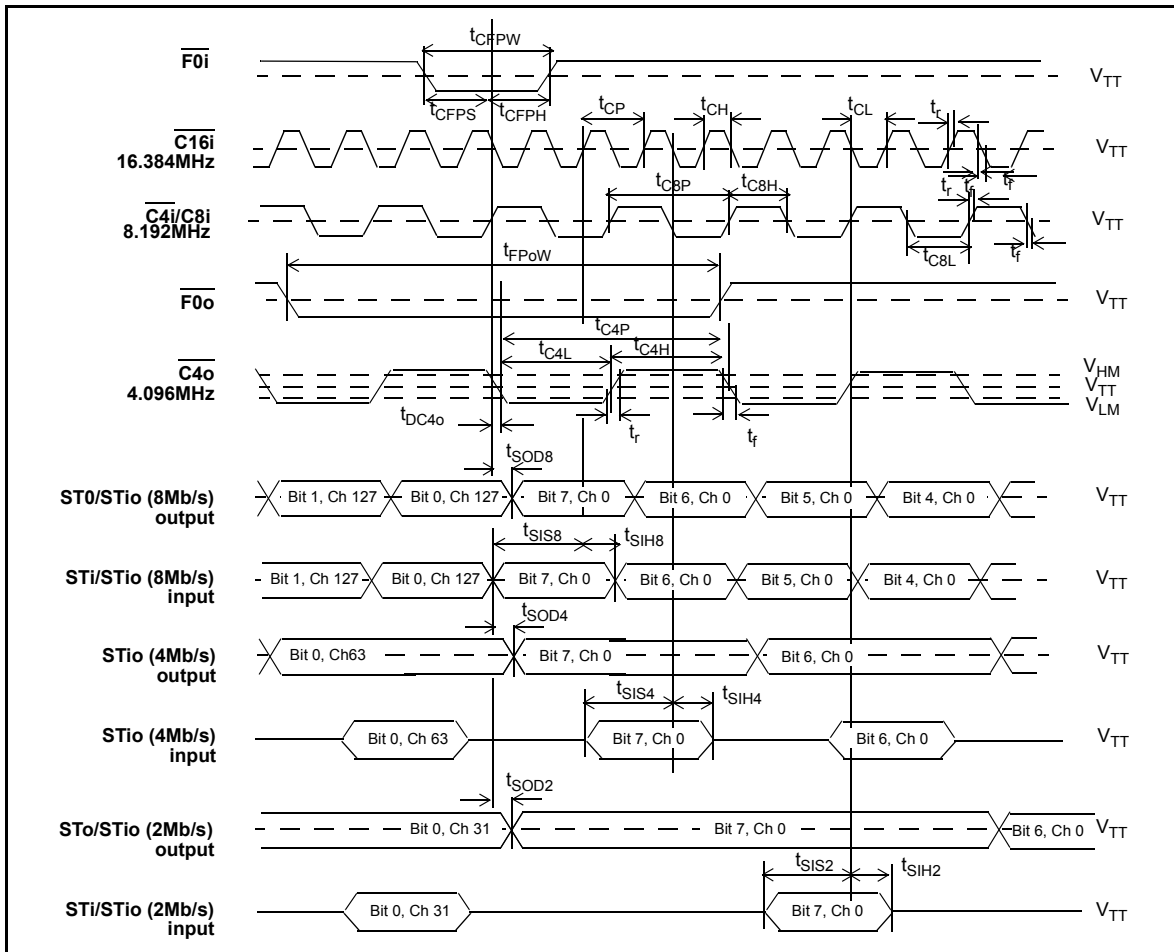 tCFPW
F0i
VTT
tCFPS tCFPH
tCP tCH tCL tr
C16i
16.384MHz
VTT
tf
tC8P tC8H tr tf
C4i/C8i
8.192MHz
VTT
tFPoW tC8L tf
F0o
VTT
tC4P
tC4L tC4H
C4o
4.096MHz
VHM
VTT
VLM
tDC4o tr tf
tSOD8
ST0/STio (8Mb/s)
output
Bit 1, Ch 127 Bit 0, Ch 127 Bit 7, Ch 0 Bit 6, Ch 0 Bit 5, Ch 0 Bit 4, Ch 0 VTT
tSIS8 tSIH8
STi/STio (8Mb/s)
input
Bit 1, Ch 127 Bit 0, Ch 127 Bit 7, Ch 0 Bit 6, Ch 0 Bit 5, Ch 0 Bit 4, Ch 0 VTT
tSOD4
STio (4Mb/s)
output
Bit 0, Ch63 Bit 7, Ch 0 Bit 6, Ch 0 VTT
tSIS4 tSIH4
STio (4Mb/s)
input
Bit 0, Ch 63 Bit 7, Ch 0 Bit 6, Ch 0 VTT
tSOD2
STo/STio (2Mb/s)
output
Bit 0, Ch 31 Bit 7, Ch 0 Bit 6, Ch 0 VTT
tSIS2 tSIH2
STi/STio (2Mb/s)
input
Bit 0, Ch 31 Bit 7, Ch 0 VTT